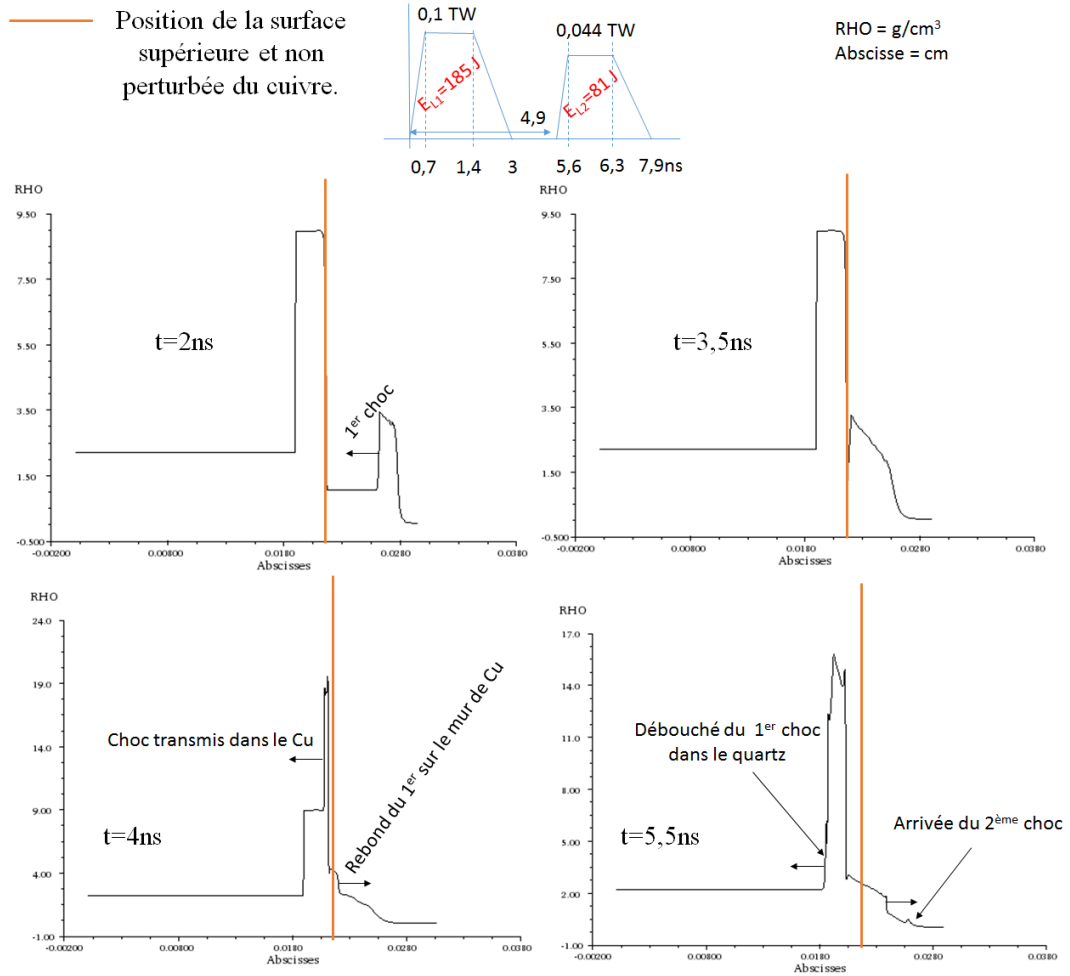 Position de la surface
supérieure et non
perturbée du cuivre.
0,1 TW
0,044 TW
E_L1=185 J
E_L2=81 J
4,9
0,7 1,4 3 5,6 6,3 7,9ns
RHO = g/cm³
Abscisse = cm
RHO
9.50
7.50
5.50
3.50
1.50
-0.500
-0.00200 0.00800 0.0180 0.0280 0.0380
Abscisses
t=2ns
1er choc
RHO
9.50
7.50
5.50
3.50
1.50
-0.500
-0.00200 0.00800 0.0180 0.0280 0.0380
Abscisses
t=3,5ns
RHO
24.0
19.0
14.0
9.00
4.00
-1.00
-0.00200 0.00800 0.0180 0.0280 0.0380
Abscisses
Choc transmis dans le Cu
t=4ns
Rebond du 1er sur le mur de Cu
RHO
17.0
14.0
11.0
8.00
5.00
2.00
-1.00
-0.00200 0.00800 0.0180 0.0280 0.0380
Abscisses
Débouché du 1er choc
dans le quartz
t=5,5ns
Arrivée du 2ème choc